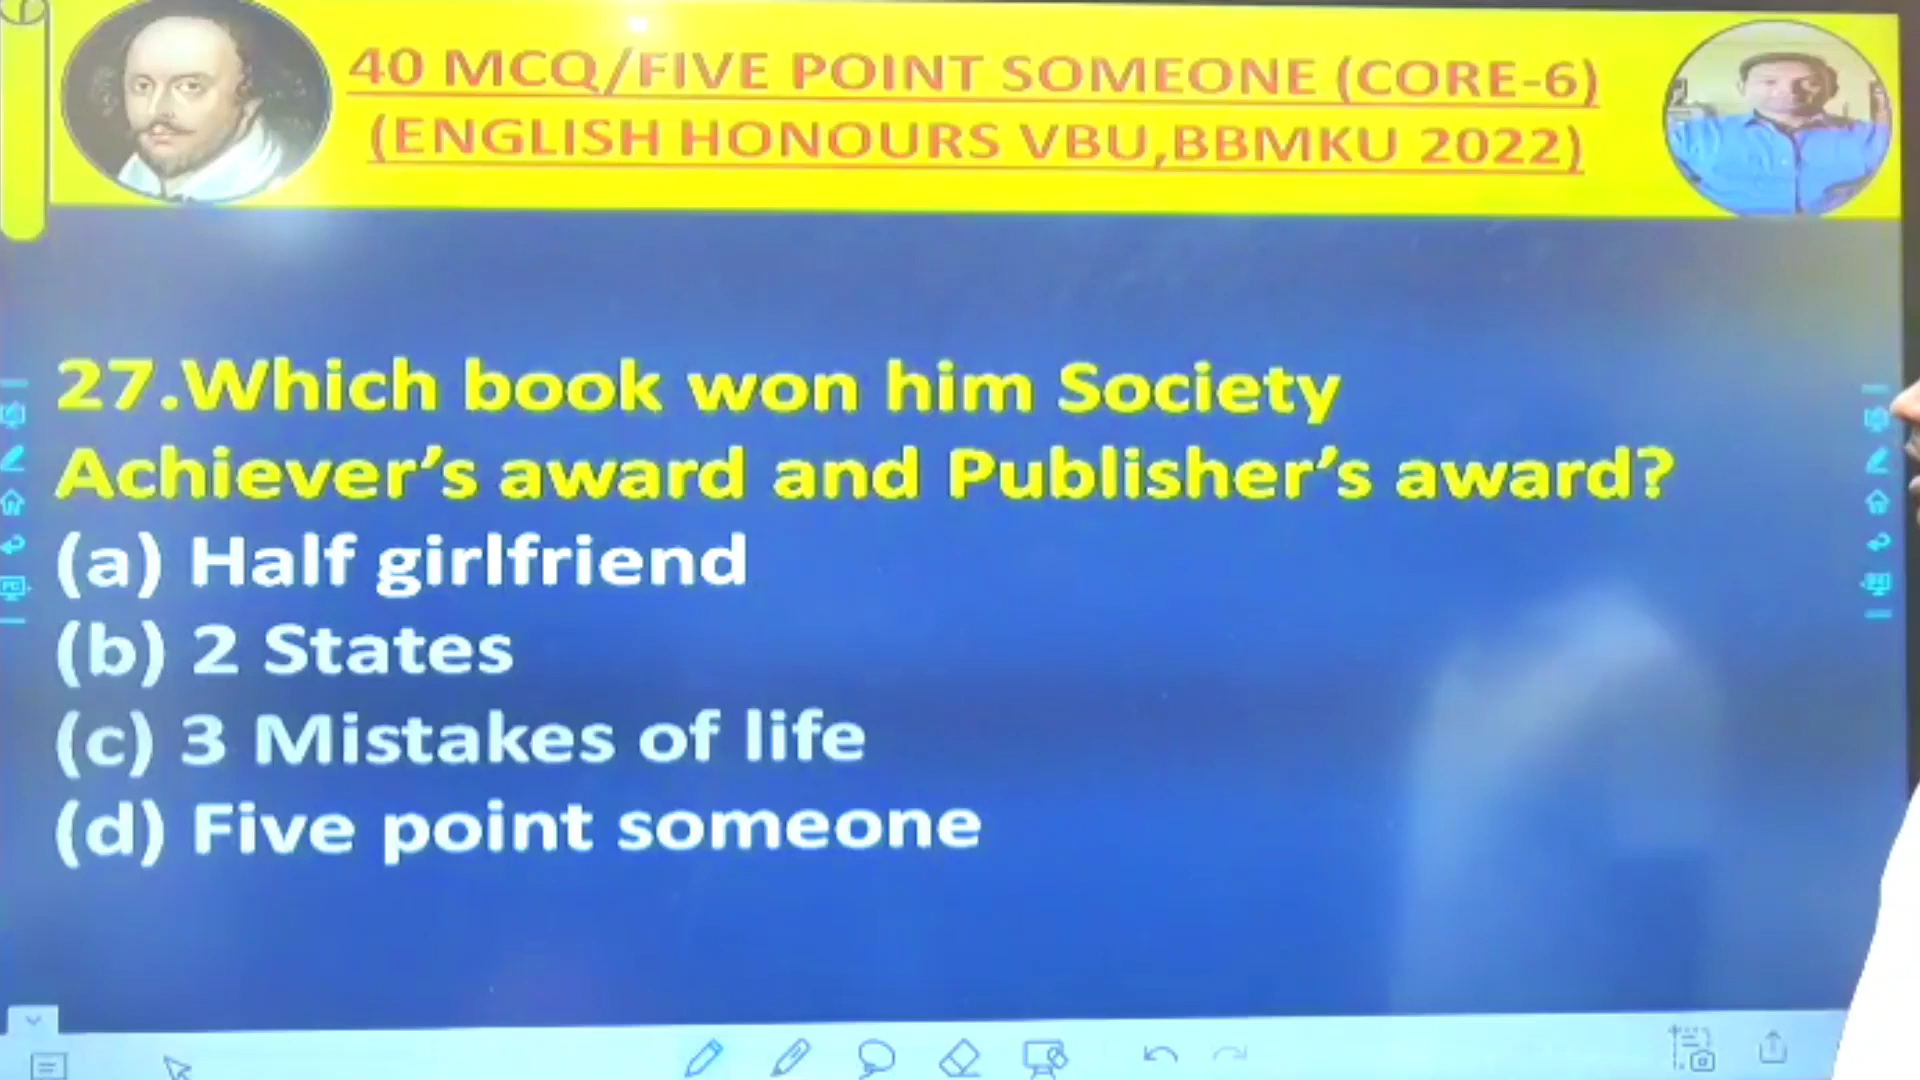 40 MCQ/FIVE POINT SOMEONE (CORE-6)
(ENGLISH HONOURS VBU,BBMKU 2022)
27.Which book won him Society
Achiever’s award and Publisher’s award?
(a) Half girlfriend
(b) 2 States
(c) 3 Mistakes of life
(d) Five point someone